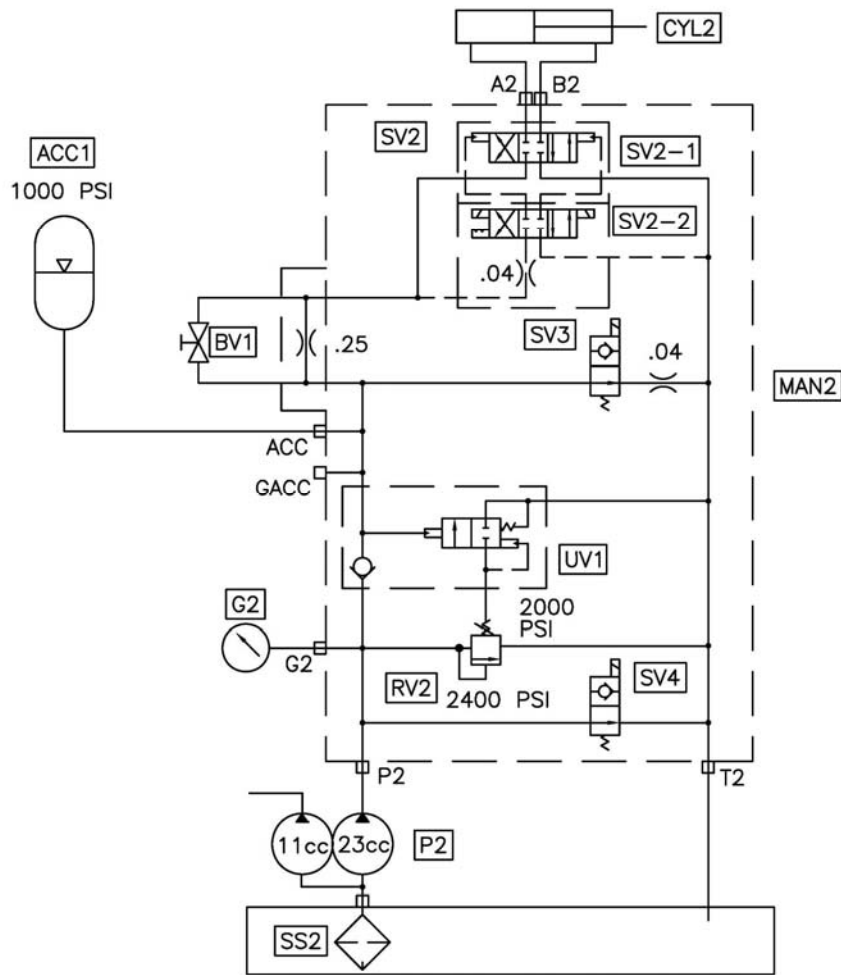 CYL2
A2
B2
SV2
SV2-1
ACC1
1000 PSI
SV2-2
.04
BV1
.25
SV3
.04
MAN2
ACC
GACC
UV1
G2
2000
PSI
G2
RV2
2400 PSI
SV4
P2
T2
11cc
23cc
P2
SS2